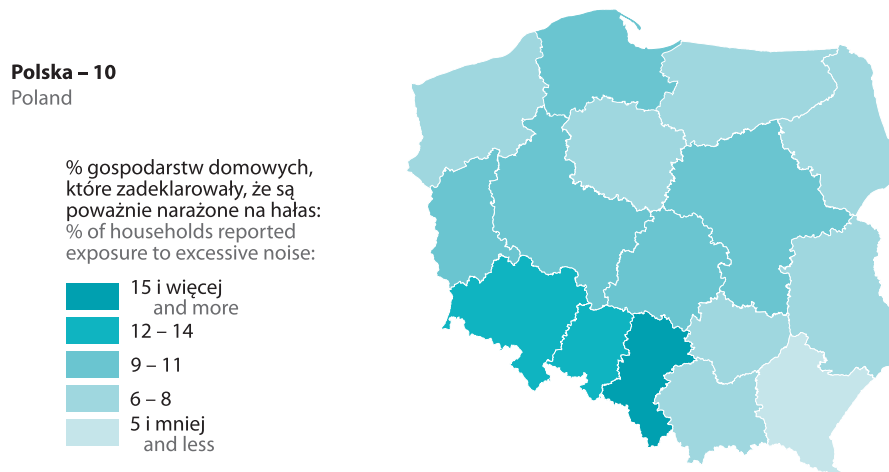 Polska – 10
Poland
% gospodarstw domowych,
które zadeklarowały, że są
poważnie narażone na hałas:
% of households reported
exposure to excessive noise:
15 i więcej
and more
12 – 14
9 – 11
6 – 8
5 i mniej
and less